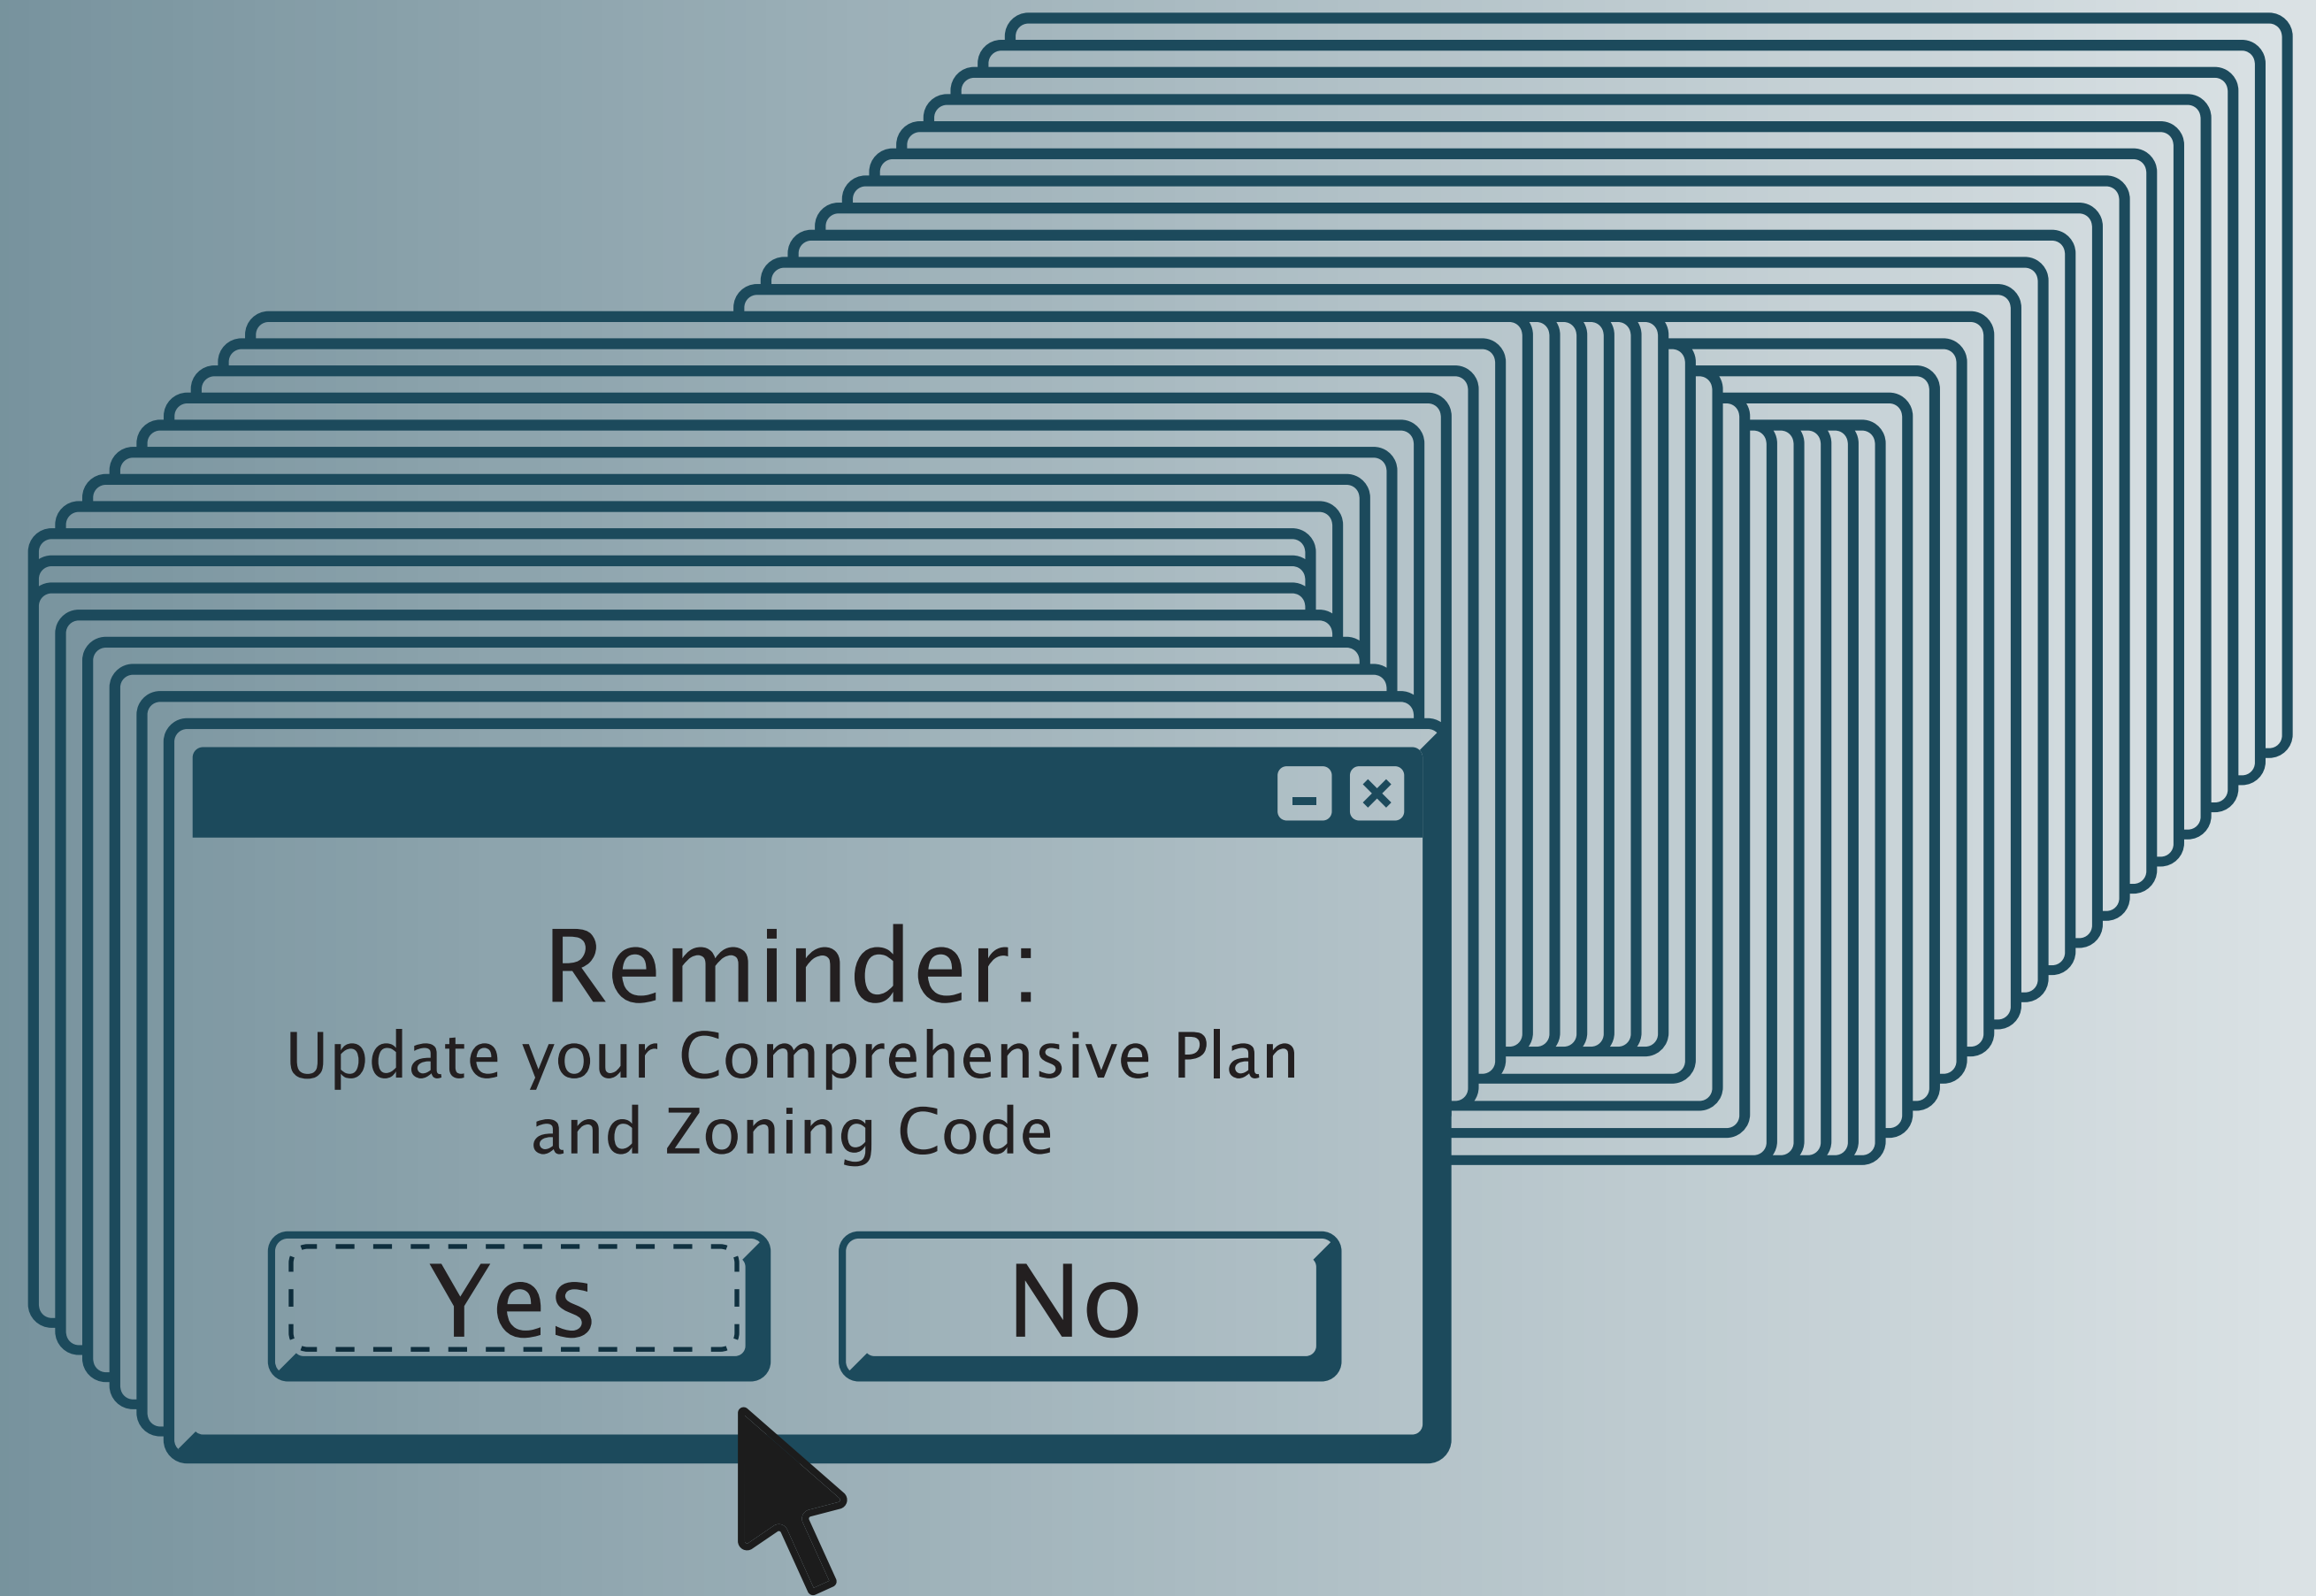 Reminder:
Update your Comprehensive Plan
and Zoning Code
Yes
No